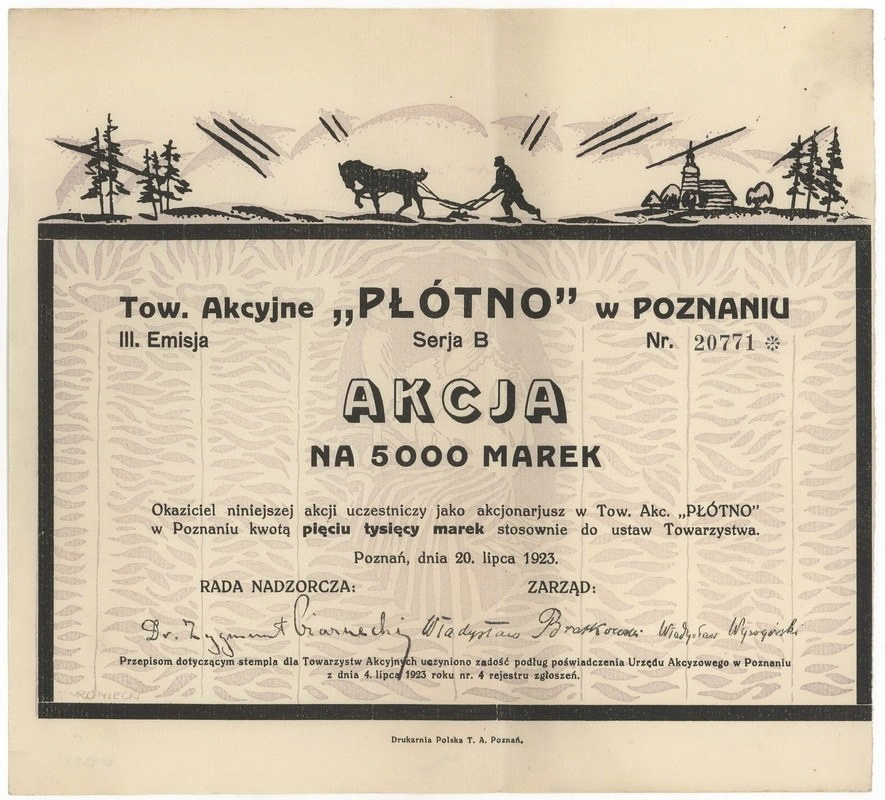 Tow. Akcyjne „PŁÓTNO” w POZNANIU
III. Emisja Serja B Nr. 20771 ❊
AKCJA
NA 5000 MAREK
Okaziciel niniejszej akcji uczestniczy jako akcjonarjusz w Tow. Akc. „PŁÓTNO”
w Poznaniu kwotą pięciu tysięcy marek stosownie do ustaw Towarzystwa.
Poznań, dnia 20. lipca 1923.
RADA NADZORCZA: ZARZĄD:
Dr. Zygmunt Czarnecki Władysław Bratkowski Władysław Wysogórski
Przepisom dotyczącym stempla dla Towarzystw Akcyjnych uczyniono zadość podług poświadczenia Urzędu Akcyzowego w Poznaniu
z dnia 4. lipca 1923 roku nr. 4 rejestru zgłoszeń.
Drukarnia Polska T. A. Poznań.